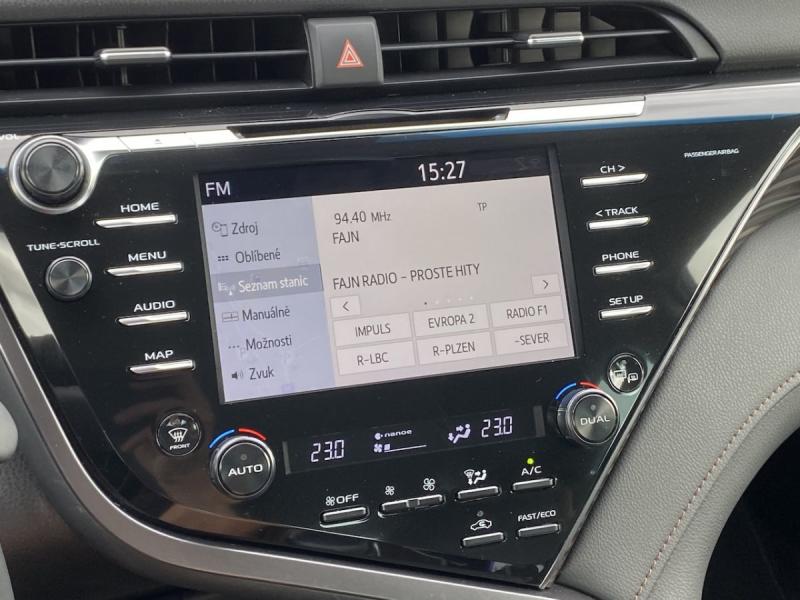 VOL
PASSENGER AIRBAG
15:27
FM
CH >
HOME
TUNE•SCROLL
MENU
AUDIO
MAP
< TRACK
PHONE
SETUP
Zdroj
Oblíbené
Seznam stanic
Manuálně
Možnosti
Zvuk
94.40 MHz
TP
FAJN
FAJN RADIO - PROSTE HITY
<
>
IMPULS
EVROPA 2
RADIO F1
R-LBC
R-PLZEN
-SEVER
FRONT
AUTO
23.0
nanoe
23.0
DUAL
OFF
A/C
FAST/ECO